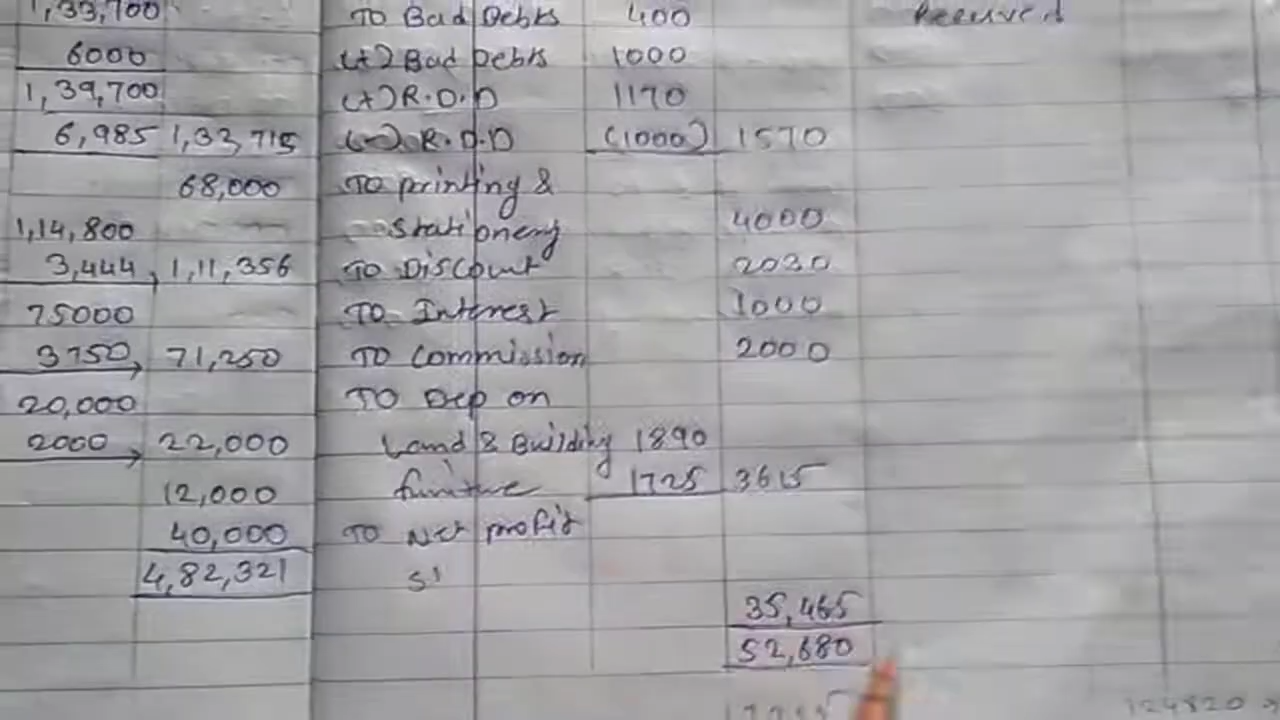 1,33,700 To Bad Debts 400 Received
6000 (+) Bad Debts 1000
1,39,700 (+) R.D.D 1170
6,985 1,33,715 (-) R.D.D (1000) 1570
68,000 To printing &
1,14,800 Stationery 4000
3,444 1,11,356 To Discount 2030
75000 To Interest 1000
3750 71,250 To Commission 2000
20,000 To Dep on
2000 22,000 Land & Building 1890
12,000 furniture 1725 3615
40,000 To Net profit
4,82,321
35,465
52,680
124820